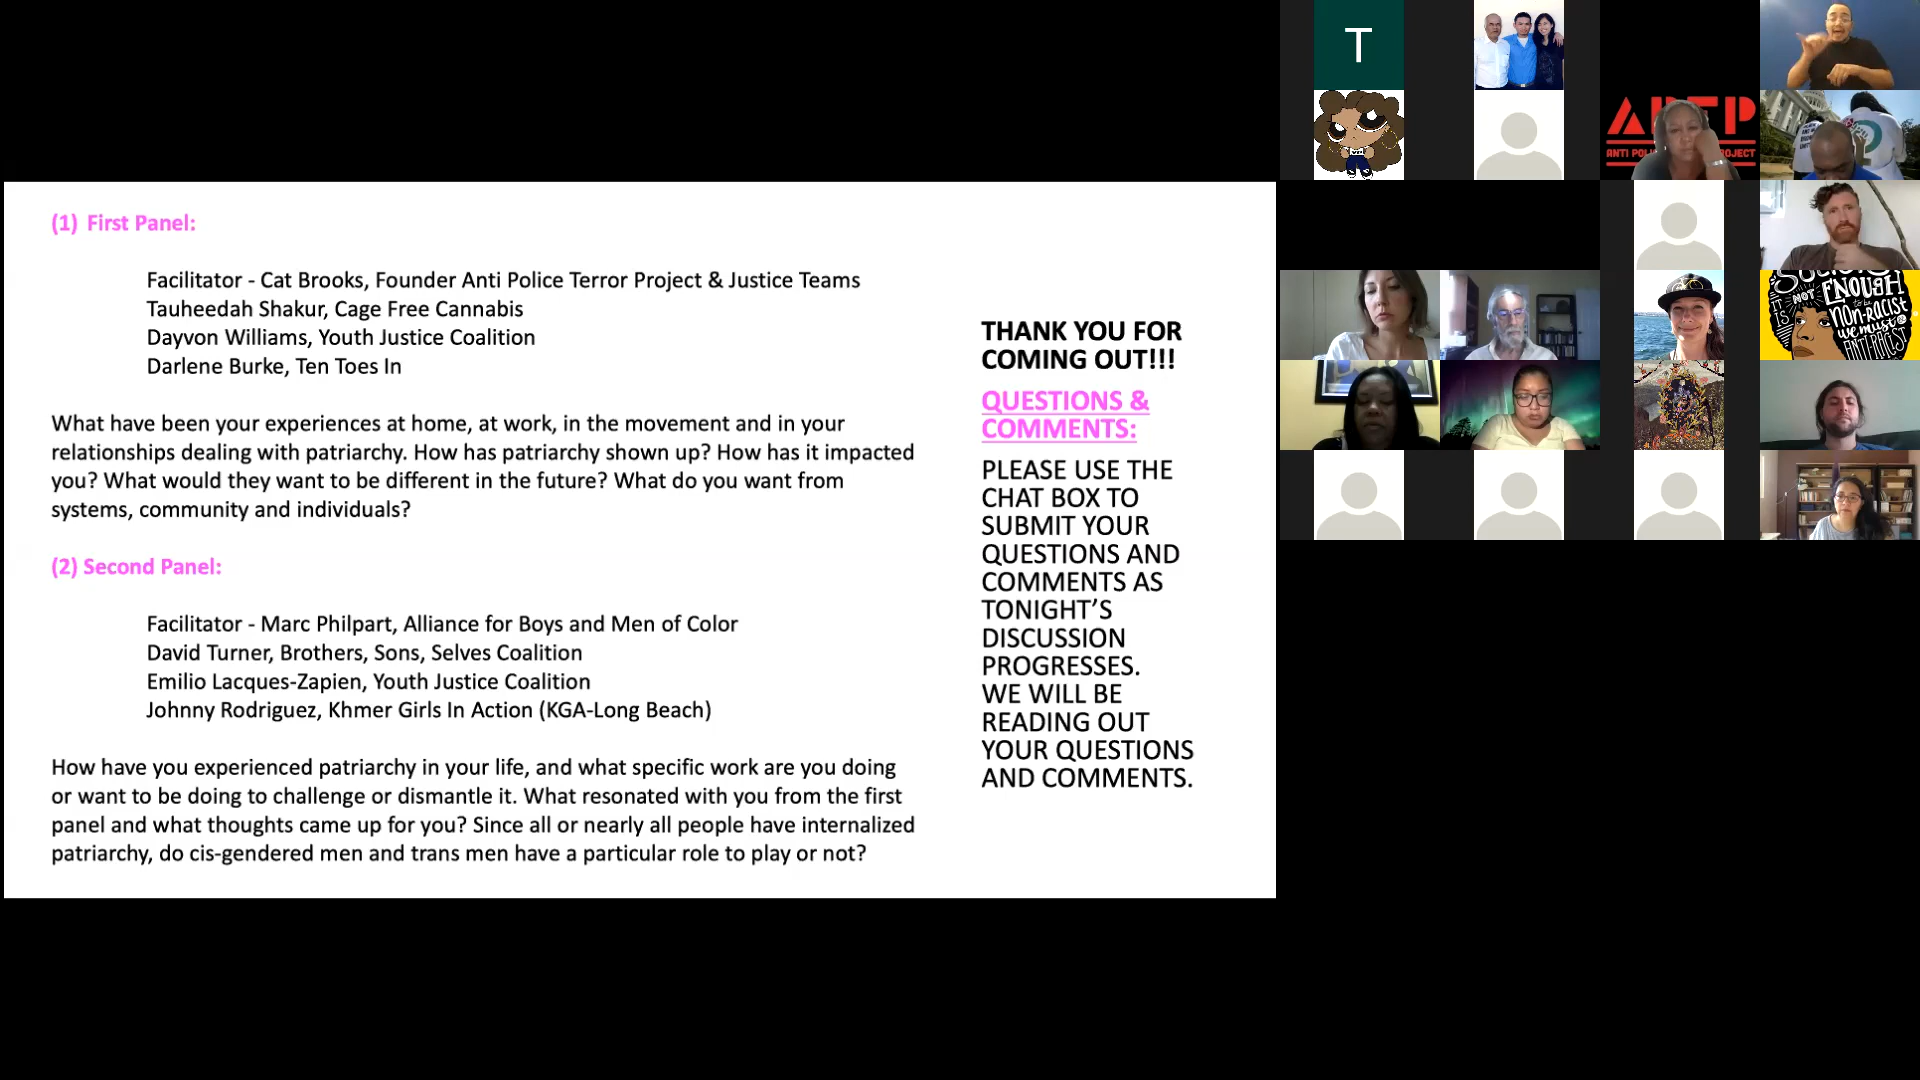 (1) First Panel:
Facilitator - Cat Brooks, Founder Anti Police Terror Project & Justice Teams
Tauheedah Shakur, Cage Free Cannabis
Dayvon Williams, Youth Justice Coalition
Darlene Burke, Ten Toes In
What have been your experiences at home, at work, in the movement and in your
relationships dealing with patriarchy. How has patriarchy shown up? How has it impacted
you? What would they want to be different in the future? What do you want from
systems, community and individuals?
(2) Second Panel:
Facilitator - Marc Philpart, Alliance for Boys and Men of Color
David Turner, Brothers, Sons, Selves Coalition
Emilio Lacques-Zapien, Youth Justice Coalition
Johnny Rodriguez, Khmer Girls In Action (KGA-Long Beach)
How have you experienced patriarchy in your life, and what specific work are you doing
or want to be doing to challenge or dismantle it. What resonated with you from the first
panel and what thoughts came up for you? Since all or nearly all people have internalized
patriarchy, do cis-gendered men and trans men have a particular role to play or not?
THANK YOU FOR
COMING OUT!!!
QUESTIONS &
COMMENTS:
PLEASE USE THE
CHAT BOX TO
SUBMIT YOUR
QUESTIONS AND
COMMENTS AS
TONIGHT’S
DISCUSSION
PROGRESSES.
WE WILL BE
READING OUT
YOUR QUESTIONS
AND COMMENTS.
T
ANTI
IT IS NOT ENOUGH
to be
non-racist
we must be
ANTIRACIST